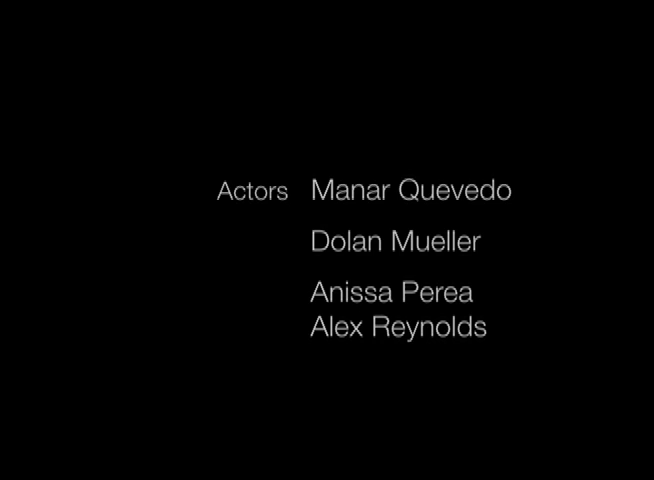 Actors Manar Quevedo
Dolan Mueller
Anissa Perea
Alex Reynolds